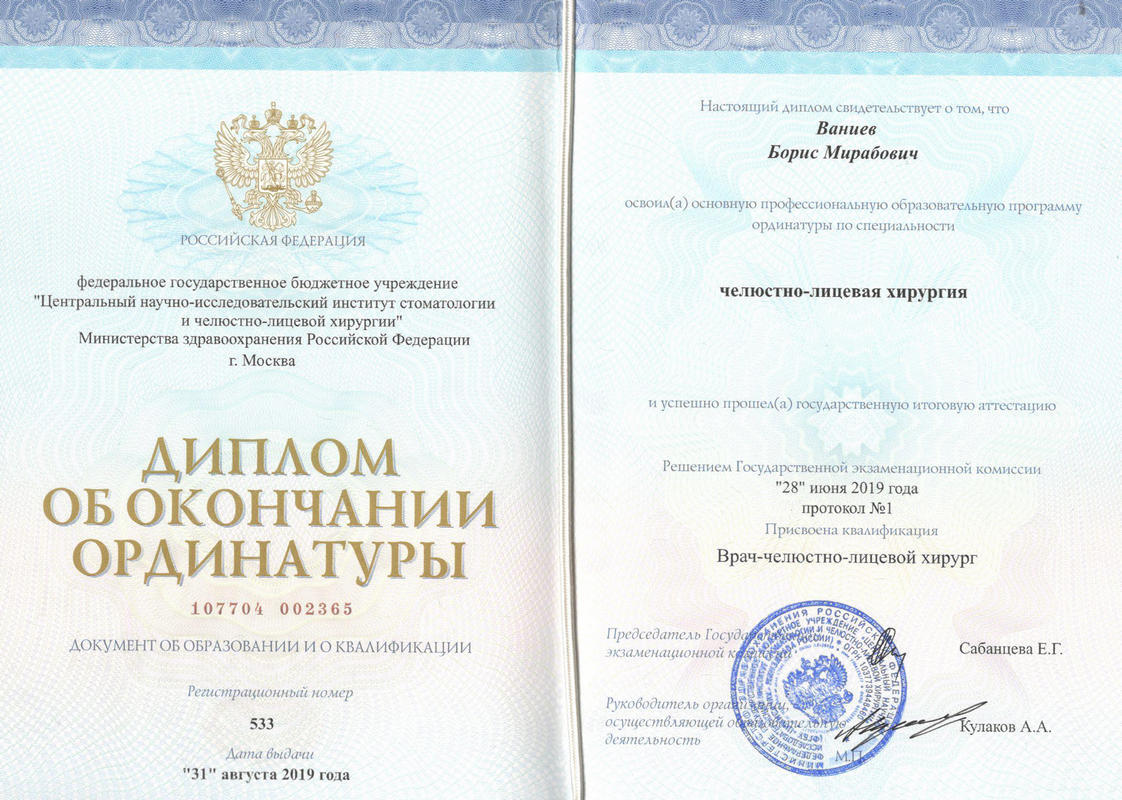 РОССИЙСКАЯ ФЕДЕРАЦИЯ
федеральное государственное бюджетное учреждение
"Центральный научно-исследовательский институт стоматологии
и челюстно-лицевой хирургии"
Министерства здравоохранения Российской Федерации
г. Москва
ДИПЛОМ
ОБ ОКОНЧАНИИ
ОРДИНАТУРЫ
107704 002365
ДОКУМЕНТ ОБ ОБРАЗОВАНИИ И О КВАЛИФИКАЦИИ
Регистрационный номер
533
Дата выдачи
"31" августа 2019 года
Настоящий диплом свидетельствует о том, что
Ваниев
Борис Мирабович
освоил(а) основную профессиональную образовательную программу
ординатуры по специальности
челюстно-лицевая хирургия
и успешно прошел(а) государственную итоговую аттестацию
Решением Государственной экзаменационной комиссии
"28" июня 2019 года
протокол №1
Присвоена квалификация
Врач-челюстно-лицевой хирург
Председатель
экзаменационной комиссии
Сабанцева Е.Г.
Руководитель организации,
осуществляющей образовательную
деятельность
Кулаков А.А.
М.П.